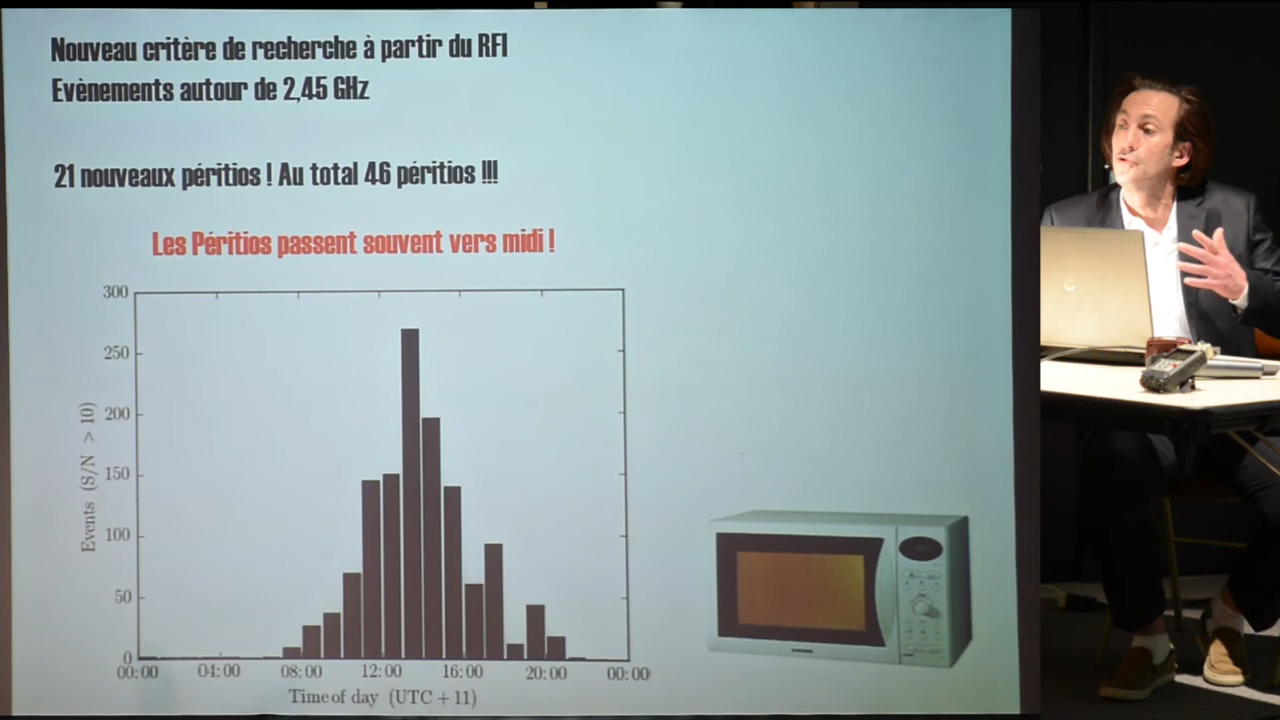 Nouveau critère de recherche à partir du RFI
Evènements autour de 2,45 GHz
21 nouveaux péritios ! Au total 46 péritios !!!
Les Péritios passent souvent vers midi !
300
250
200
150
100
50
0
Events (S/N > 10)
00:00 04:00 08:00 12:00 16:00 20:00 00:00
Time of day (UTC + 11)